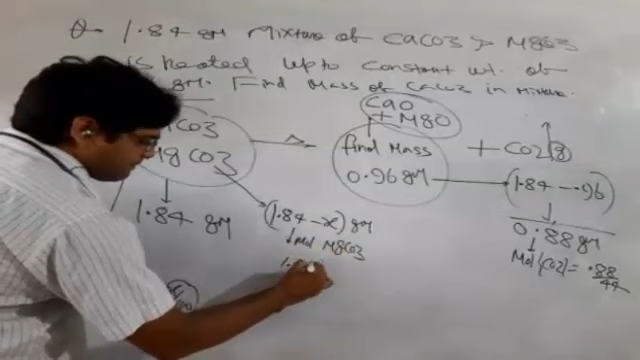 Q- 1.84 gm Mixture of CaCO3 & MgCO3
is heated upto constant wt. of
gm. Find Mass of CaCO3 in mixture.
CaO
+ MgO
CO3
MgCO3
final Mass
0.96 gm
+ CO2(g)
1.84 gm
(1.84-x) gm
(1.84-.96)
0.88 gm
Mol MgCO3
Mol(CO2) = .88
44